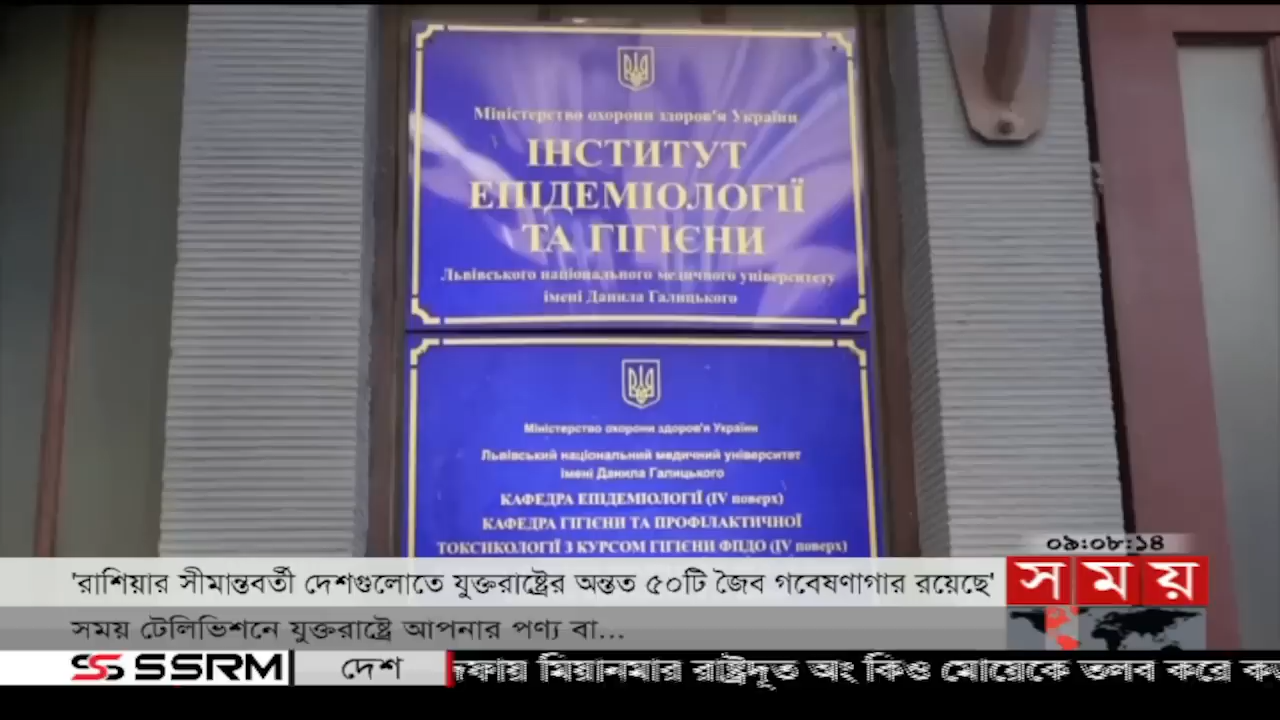 Міністерство охорони здоров'я України
ІНСТИТУТ
ЕПІДЕМІОЛОГІЇ
ТА ГІГІЄНИ
Львівського національного медичного університету
імені Данила Галицького
Міністерство охорони здоров'я України
Львівський національний медичний університет
імені Данила Галицького
КАФЕДРА ЕПІДЕМІОЛОГІЇ (IV поверх)
КАФЕДРА ГІГІЄНИ ТА ПРОФІЛАКТИЧНОЇ
ТОКСИКОЛОГІЇ З КУРСОМ ГІГІЄНИ ФПДО (IV поверх)
০৯:০৮:১৪
'রাশিয়ার সীমান্তবর্তী দেশগুলোতে যুক্তরাষ্ট্রের অন্তত ৫০টি জৈব গবেষণাগার রয়েছে'
সময়
সময় টেলিভিশনে যুক্তরাষ্ট্রে আপনার পণ্য বা...
SSRM
দেশ
মিয়ানমার রাষ্ট্রদূত অং কিও মোরেকে তলব করে